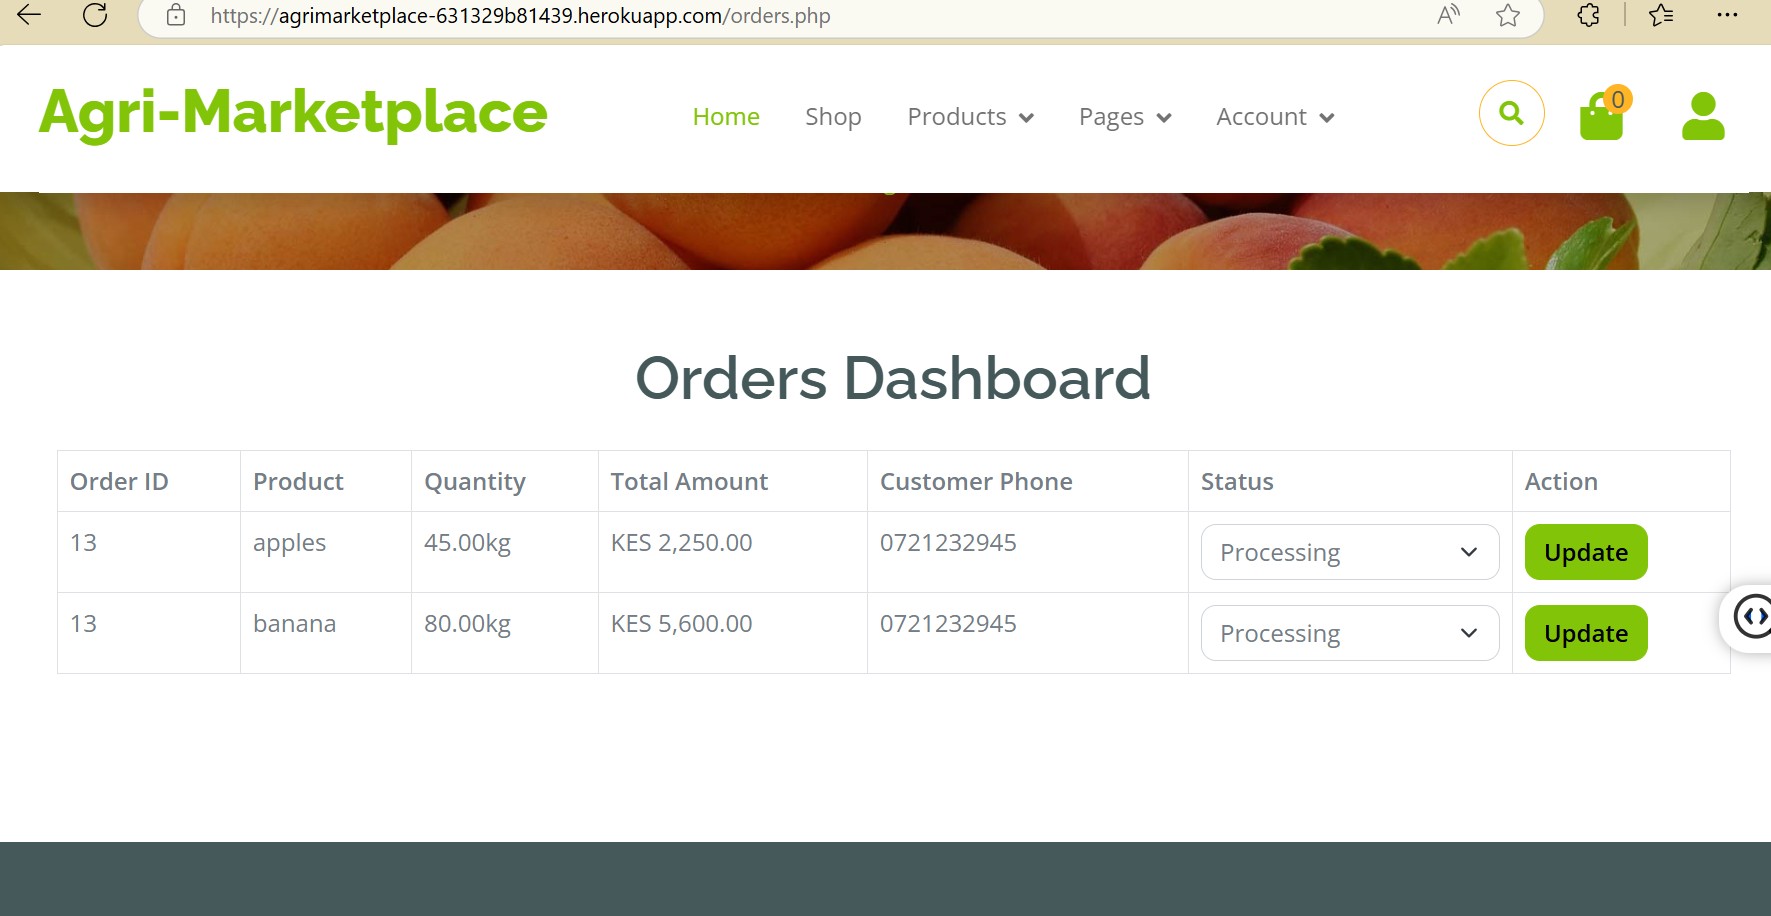 https://agrimarketplace-631329b81439.herokuapp.com/orders.php
Agri-Marketplace
Home Shop Products Pages Account
0
Orders Dashboard
Order ID Product Quantity Total Amount Customer Phone Status Action
13 apples 45.00kg KES 2,250.00 0721232945 Processing Update
13 banana 80.00kg KES 5,600.00 0721232945 Processing Update